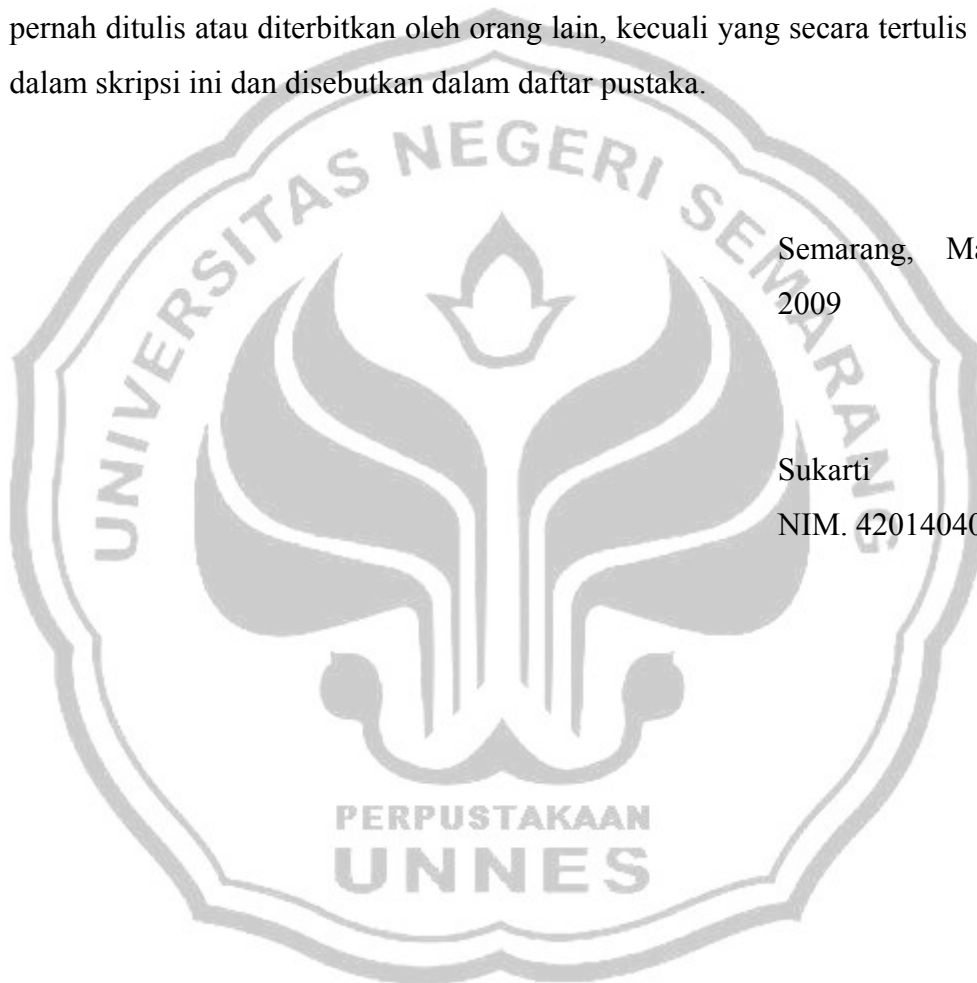 pernah ditulis atau diterbitkan oleh orang lain, kecuali yang secara tertulis
dalam skripsi ini dan disebutkan dalam daftar pustaka.
UNIVERSITAS NEGERI SEMARANG
Semarang,
2009
Sukarti
NIM.
PERPUSTAKAAN
UNNES